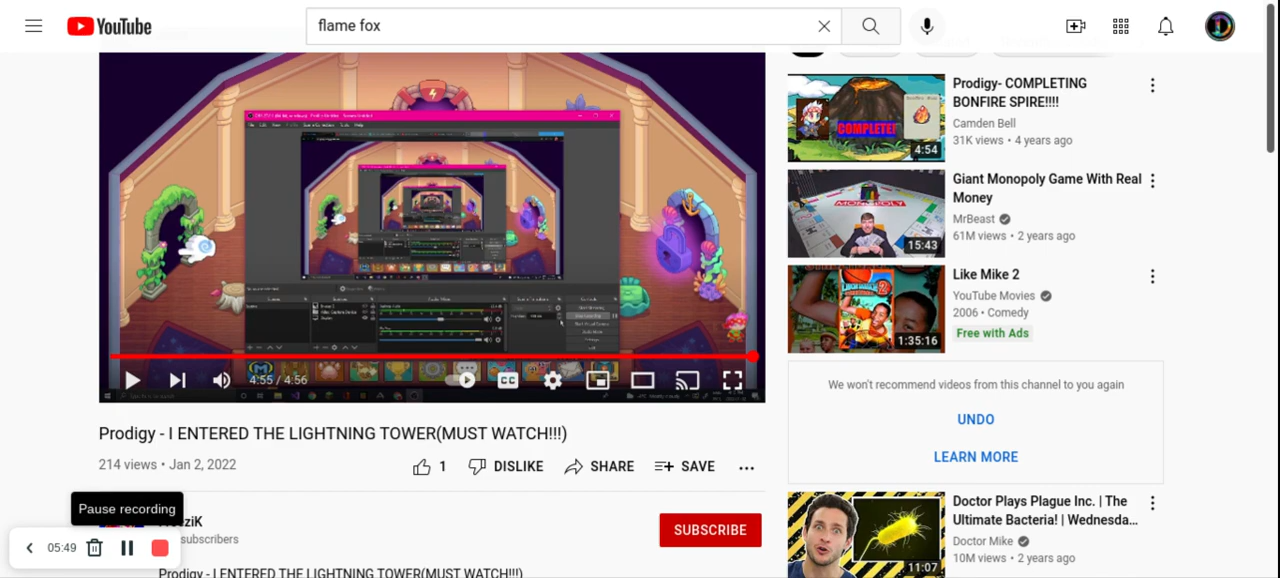 YouTube
flame fox
4:55 / 4:56
CC
Prodigy - I ENTERED THE LIGHTNING TOWER(MUST WATCH!!!)
214 views • Jan 2, 2022
1
DISLIKE
SHARE
SAVE
Pause recording
subscribers
SUBSCRIBE
05:49
Prodigy - I ENTERED THE LIGHTNING TOWER(MUST WATCH!!!)
COMPLETE!
4:54
Prodigy- COMPLETING
BONFIRE SPIRE!!!!
Camden Bell
31K views • 4 years ago
15:43
Giant Monopoly Game With Real
Money
MrBeast
61M views • 2 years ago
1:35:16
Like Mike 2
YouTube Movies
2006 • Comedy
Free with Ads
We won't recommend videos from this channel to you again
UNDO
LEARN MORE
11:07
Doctor Plays Plague Inc. | The
Ultimate Bacteria! | Wednesda...
Doctor Mike
10M views • 2 years ago